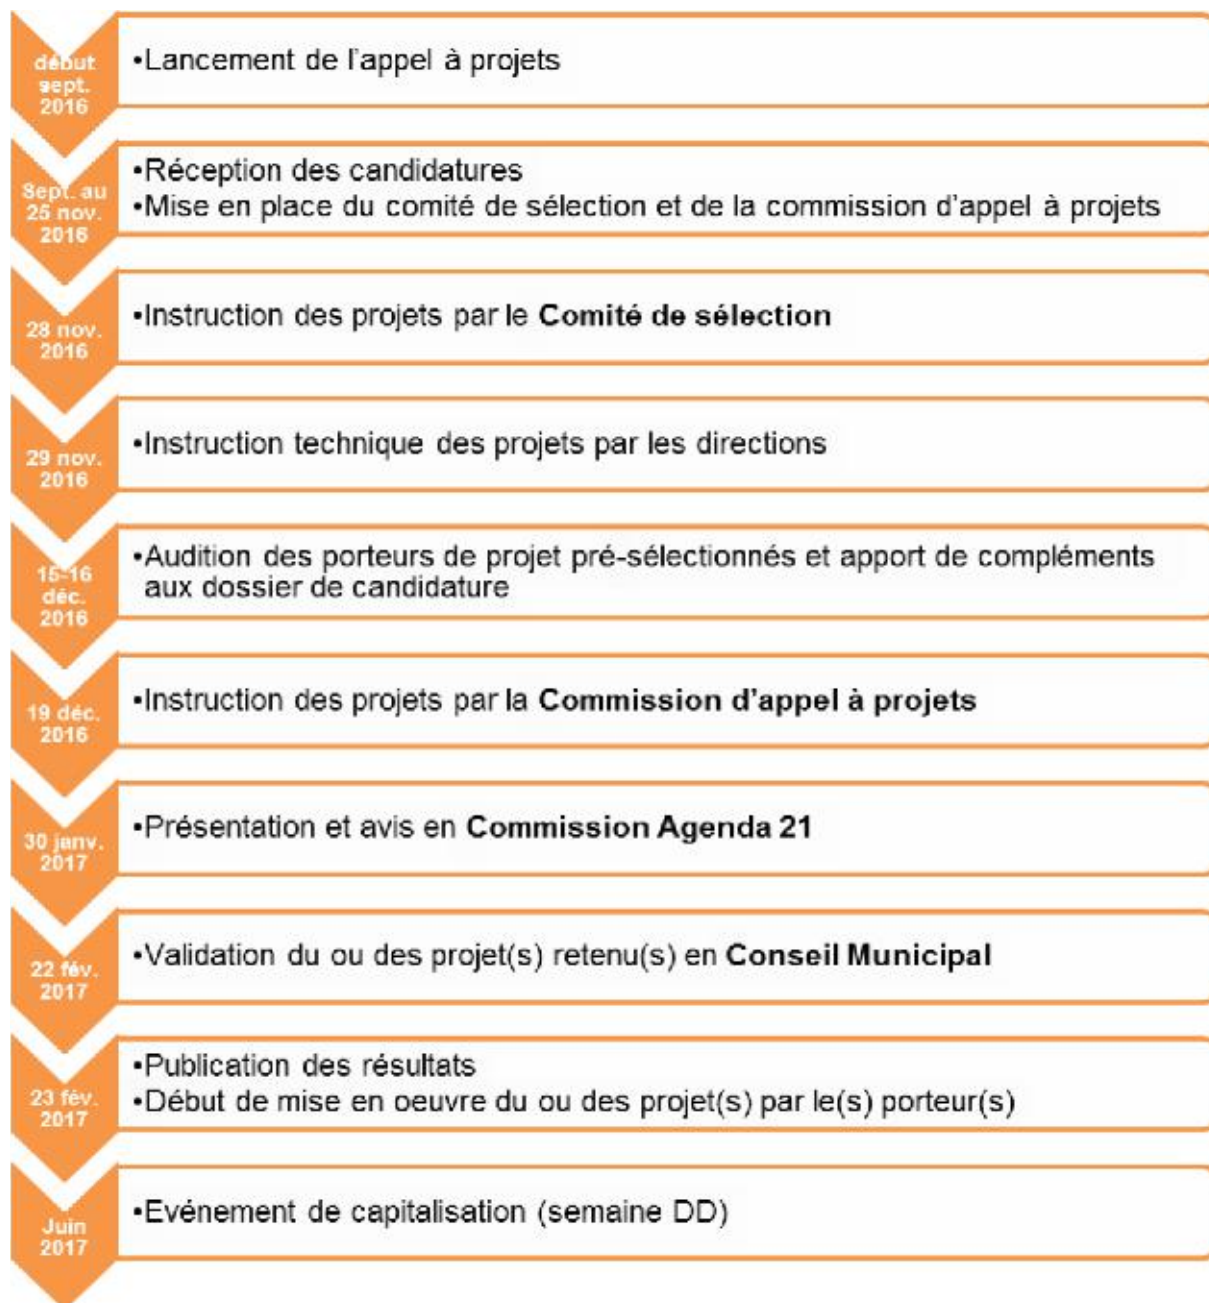 début
sept.
2016
•Lancement de l'appel à projets
Sept. au
25 nov.
2016
•Réception des candidatures
•Mise en place du comité de sélection et de la commission d'appel à projets
28 nov.
2016
•Instruction des projets par le Comité de sélection
29 nov.
2016
•Instruction technique des projets par les directions
15-16
déc.
2016
•Audition des porteurs de projet pré-sélectionnés et apport de compléments
aux dossier de candidature
19 déc.
2016
•Instruction des projets par la Commission d'appel à projets
30 janv.
2017
•Présentation et avis en Commission Agenda 21
22 fév.
2017
•Validation du ou des projet(s) retenu(s) en Conseil Municipal
23 fév.
2017
•Publication des résultats
•Début de mise en oeuvre du ou des projet(s) par le(s) porteur(s)
Juin
2017
•Evénement de capitalisation (semaine DD)